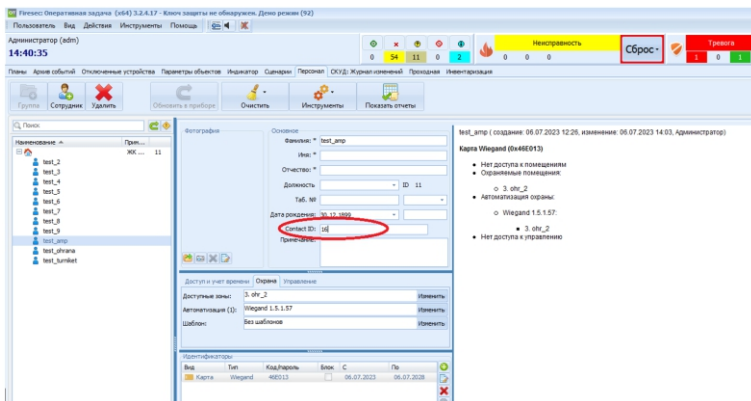 Firesec: Оперативная задача (x64) 3.2.4.17 - Ключ защиты не обнаружен. Демо режим (92)
Пользователь Вид Действия Инструменты Помощь
Администратор (adm)
14:40:35
0 54 11 0 2
Неисправность
0 0 0
Сброс
Тревога
1 0 1
Планы Архив событий Отключенные устройства Параметры объектов Индикатор Сценарии Персонал СКУД: Журнал изменений Проходная Инвентаризация
Группа Сотрудник Удалить Обновить в приборе Очистить Инструменты Показать отчеты
Поиск
Наименование Прим...
ЖК ... 11
test_2
test_3
test_4
test_5
test_6
test_7
test_8
test_9
test_amp
test_ohrana
test_turniket
Фотография
Основное
Фамилия: * test_amp
Имя: *
Отчество: *
Должность ID 11
Таб. №
Дата рождения: 30.12.1899
Contact ID: 16
Примечание:
Доступ и учет времени Охрана Управление
Доступные зоны: 3. ohr_2 Изменить
Автоматизация (1): Wiegand 1.5.1.57 Изменить
Шаблон: Без шаблонов Изменить
Идентификаторы
Вид Тип Код/пароль Блок С По
Карта Wiegand 46E013 06.07.2023 06.07.2028
test_amp ( создание: 06.07.2023 12:26, изменение: 06.07.2023 14:03, Администратор)
Карта Wiegand (0x46E013)
Нет доступа к помещениям
Охраняемые помещения:
3. ohr_2
Автоматизация охраны:
Wiegand 1.5.1.57:
3. ohr_2
Нет доступа к управлению